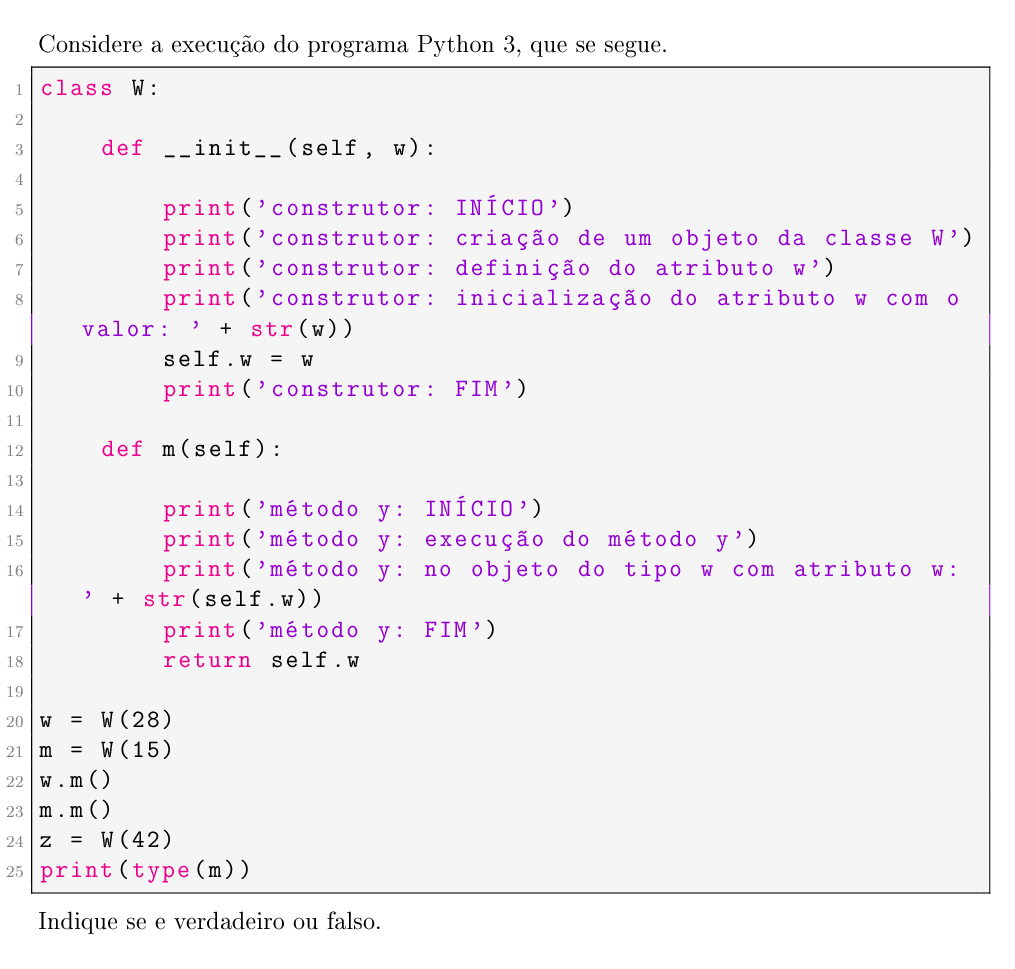 Considere a execução do programa Python 3, que se segue.
1 class W:
2
3     def __init__(self, w):
4
5         print('construtor: INÍCIO')
6         print('construtor: criação de um objeto da classe W')
7         print('construtor: definição do atributo w')
8         print('construtor: inicialização do atributo w com o
    valor: ' + str(w))
9         self.w = w
10         print('construtor: FIM')
11
12     def m(self):
13
14         print('método y: INÍCIO')
15         print('método y: execução do método y')
16         print('método y: no objeto do tipo w com atributo w:
    ' + str(self.w))
17         print('método y: FIM')
18         return self.w
19
20 w = W(28)
21 m = W(15)
22 w.m()
23 m.m()
24 z = W(42)
25 print(type(m))
Indique se e verdadeiro ou falso.